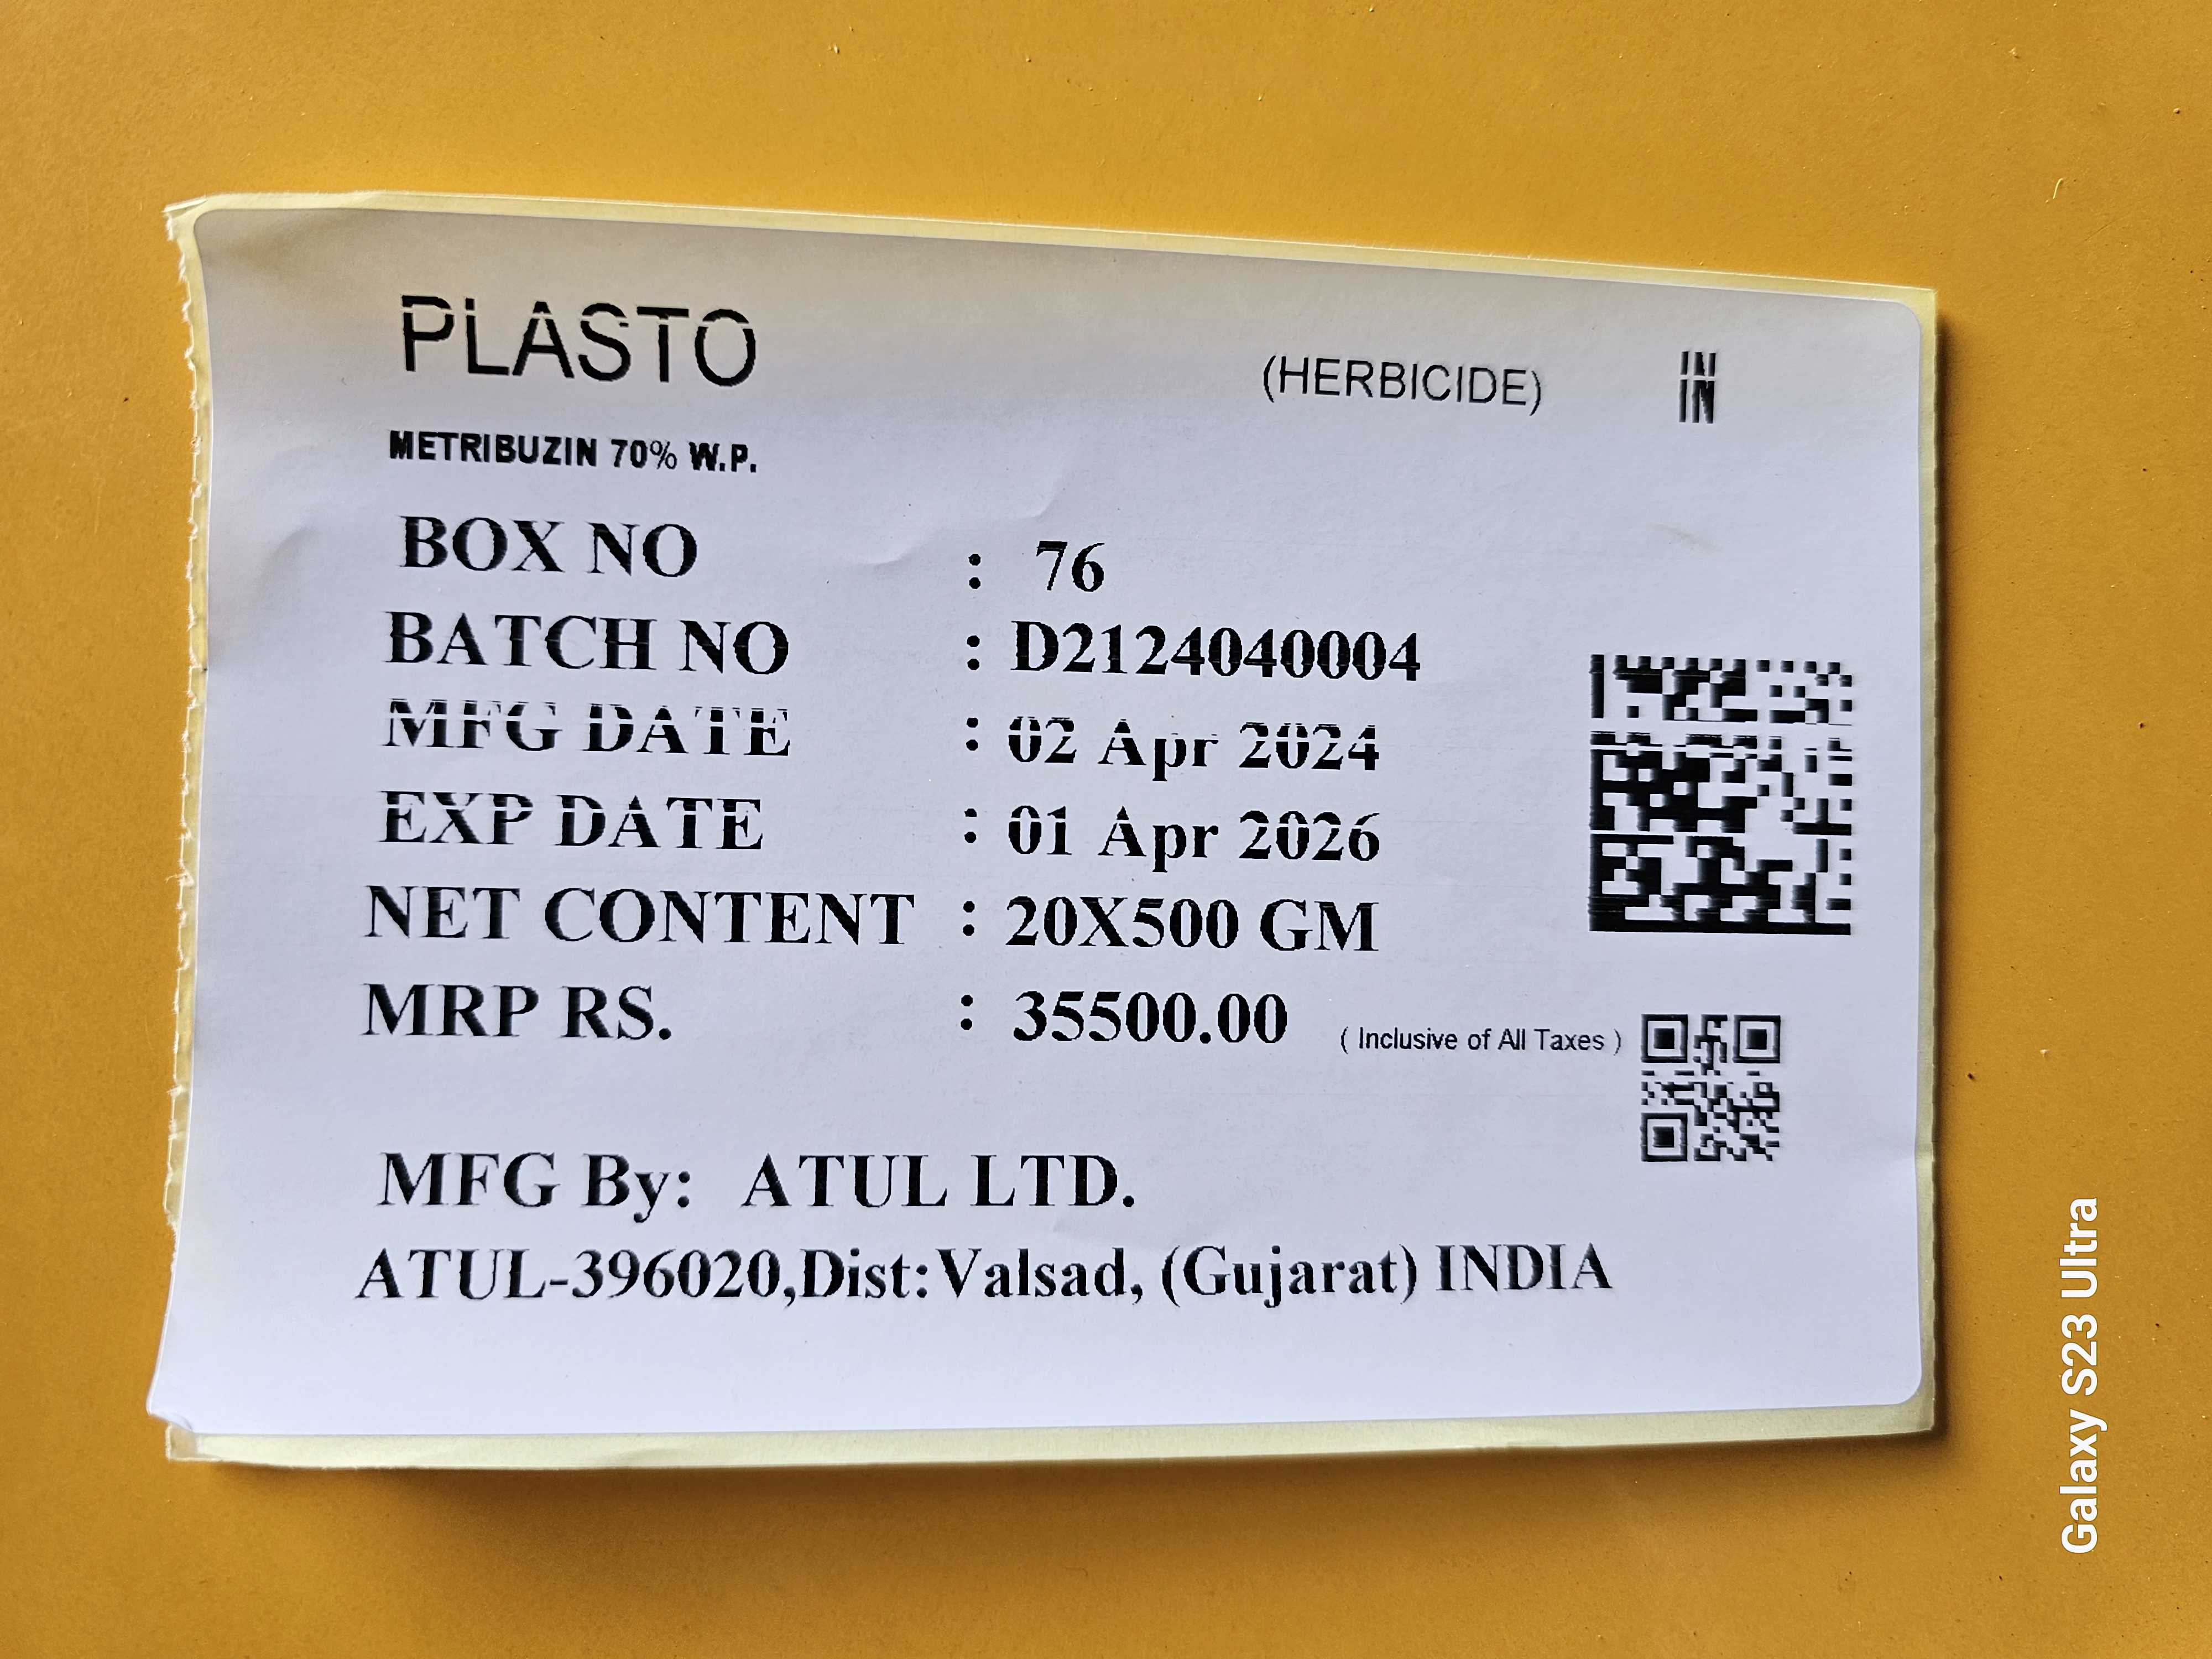 PLASTO
(HERBICIDE)
IN
IN
METRIBUZIN 70% W.P.
BOX NO : 76
BATCH NO : D2124040004
MFG DATE : 02 Apr 2024
EXP DATE : 01 Apr 2026
NET CONTENT : 20X500 GM
MRP RS. : 35500.00 ( Inclusive of All Taxes )
MFG By: ATUL LTD.
ATUL-396020,Dist:Valsad, (Gujarat) INDIA
Galaxy S23 Ultra